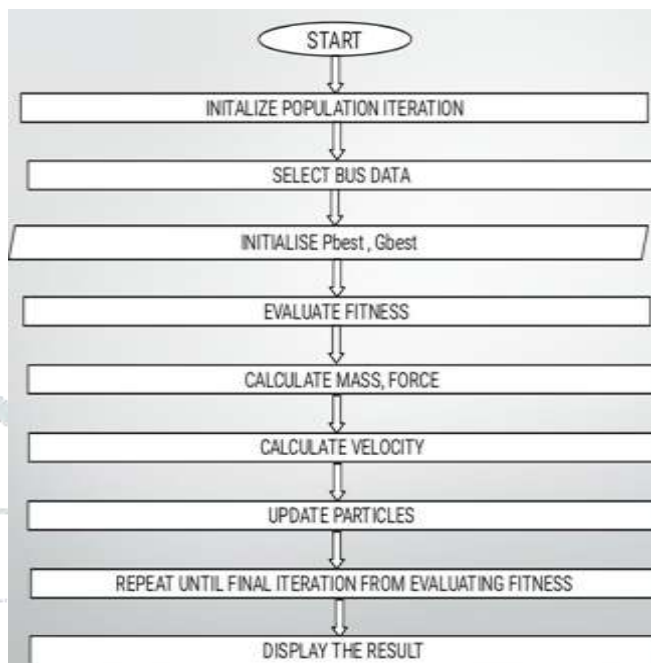 START
INITALIZE POPULATION ITERATION
SELECT BUS DATA
INITIALISE Pbest , Gbest
EVALUATE FITNESS
CALCULATE MASS, FORCE
CALCULATE VELOCITY
UPDATE PARTICLES
REPEAT UNTIL FINAL ITERATION FROM EVALUATING FITNESS
DISPLAY THE RESULT